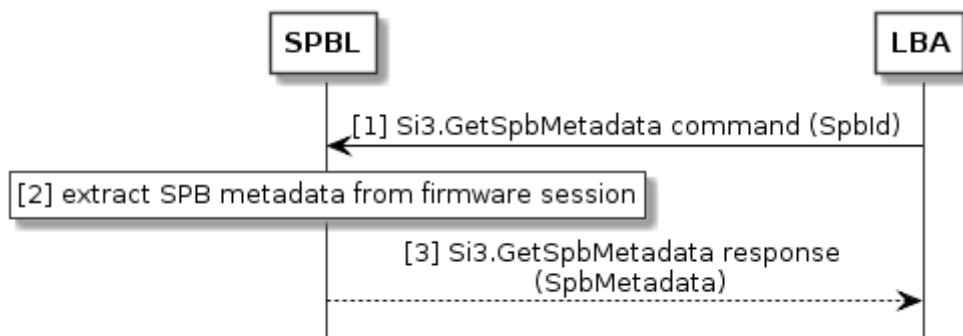 SPBL
LBA
[1] Si3.GetSpbMetadata command (SpbId)
[2] extract SPB metadata from firmware session
[3] Si3.GetSpbMetadata response
(SpbMetadata)